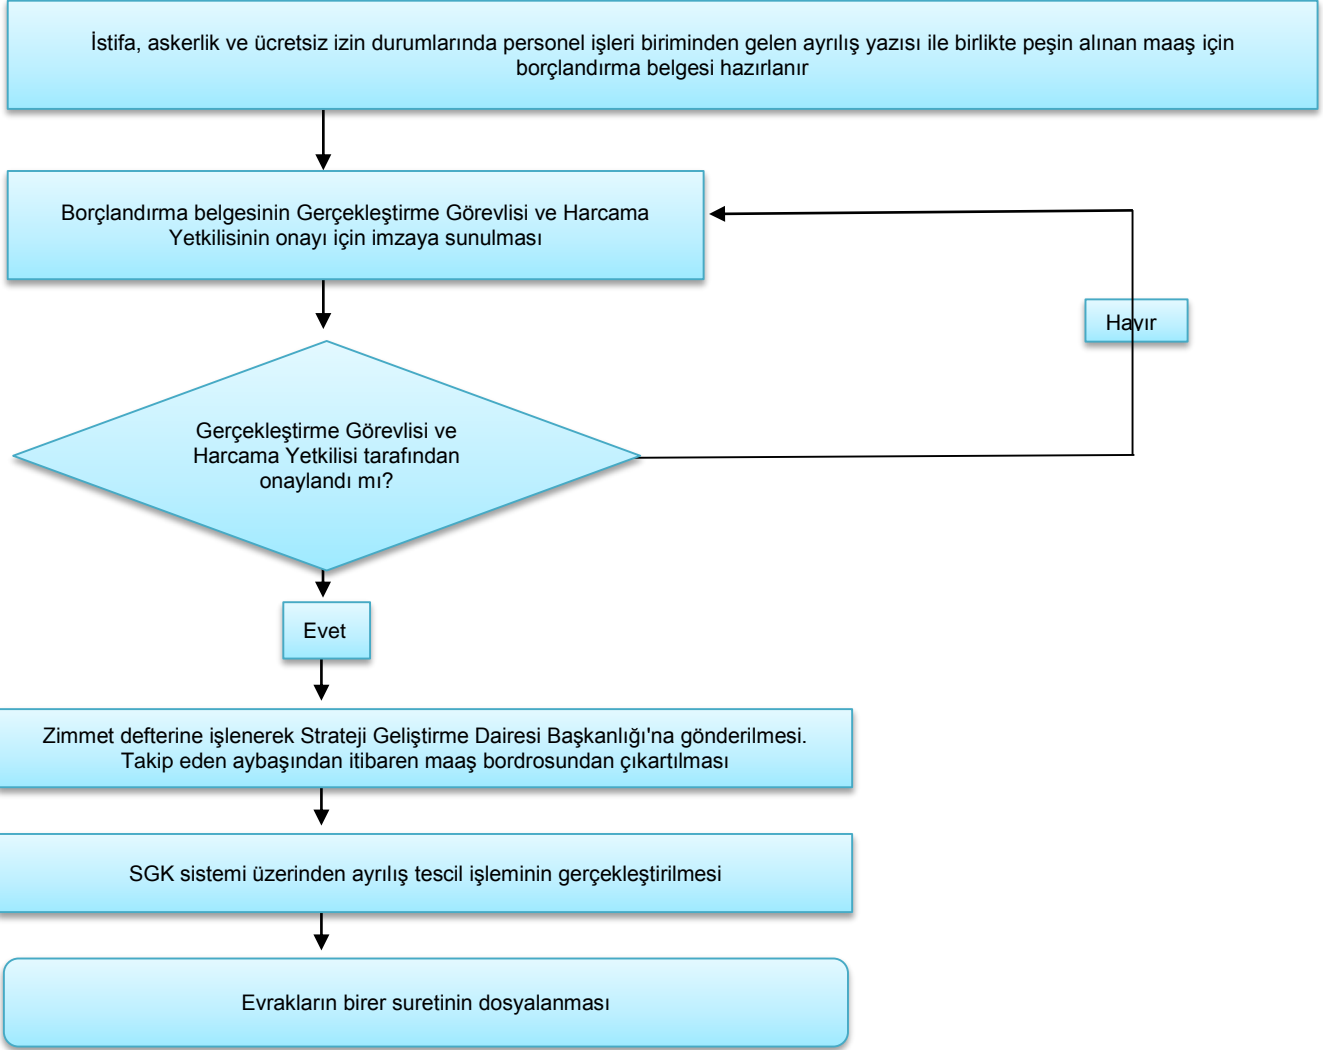 İstifa, askerlik ve ücretsiz izin durumlarında personel işleri biriminden gelen ayrılış yazısı ile birlikte peşin alınan maaş için
borçlandırma belgesi hazırlanır
Borçlandırma belgesinin Gerçekleştirme Görevlisi ve Harcama
Yetkilisinin onayı için imzaya sunulması
Hayır
Gerçekleştirme Görevlisi ve
Harcama Yetkilisi tarafından
onaylandı mı?
Evet
Zimmet defterine işlenerek Strateji Geliştirme Dairesi Başkanlığı'na gönderilmesi.
Takip eden aybaşından itibaren maaş bordrosundan çıkartılması
SGK sistemi üzerinden ayrılış tescil işleminin gerçekleştirilmesi
Evrakların birer suretinin dosyalanması